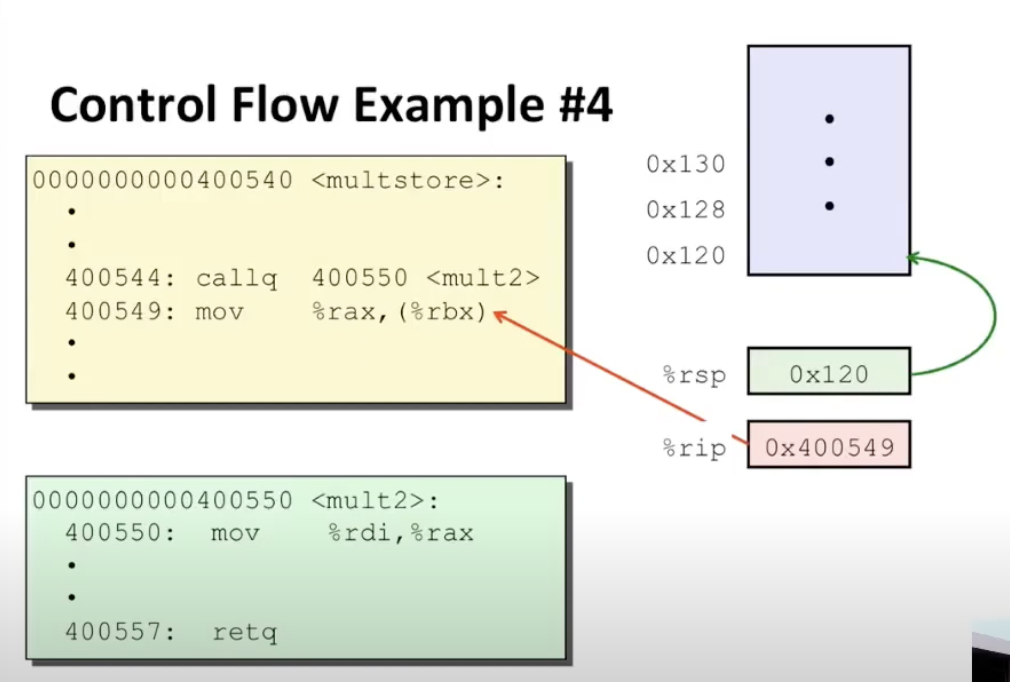 Control Flow Example #4
0000000000400540 <multstore>:
•
•
400544: callq 400550 <mult2>
400549: mov %rax,(%rbx)
•
•
0000000000400550 <mult2>:
400550: mov %rdi,%rax
•
•
400557: retq
•
0x130 •
0x128 •
0x120
%rsp 0x120
%rip 0x400549